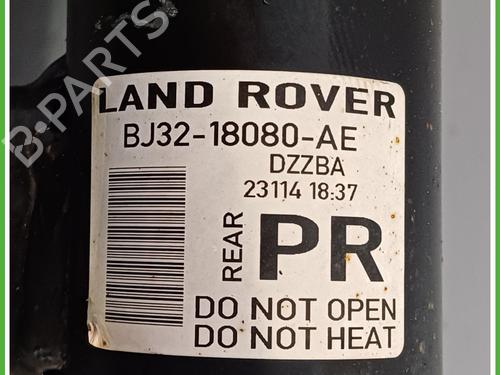 B-PARTS
LAND ROVER
BJ32-18080-AE
DZZBA
23114 18:37
REAR
PR
DO NOT OPEN
DO NOT HEAT